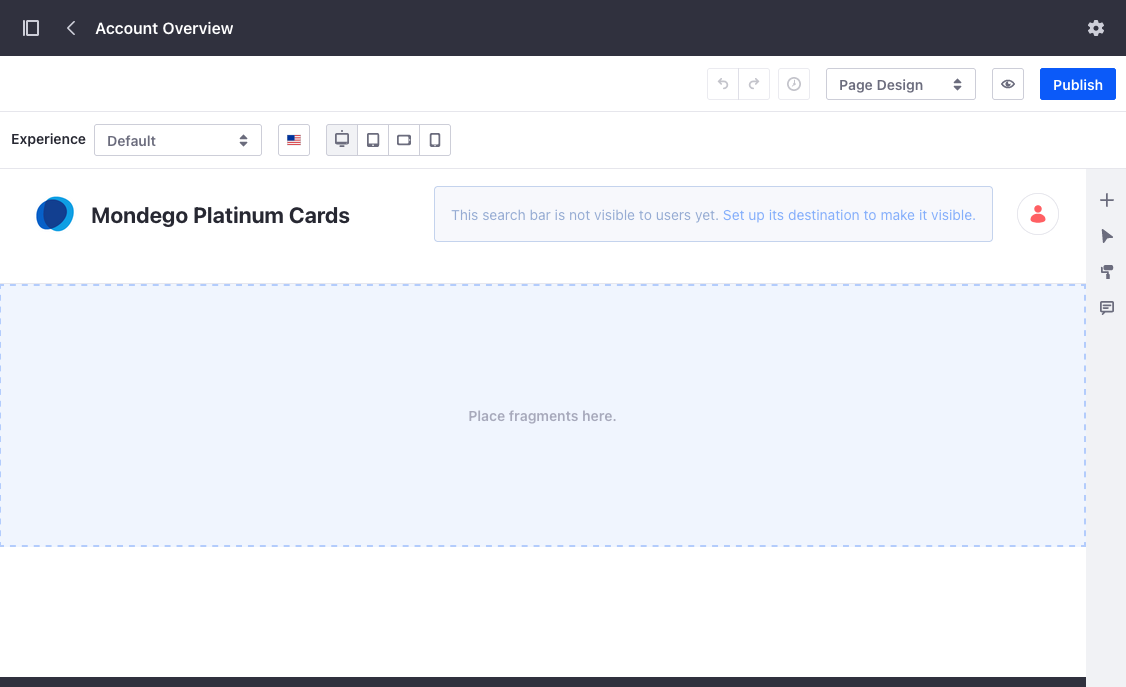 Account Overview
Page Design
Publish
Experience
Default
Mondego Platinum Cards
This search bar is not visible to users yet. Set up its destination to make it visible.
Place fragments here.